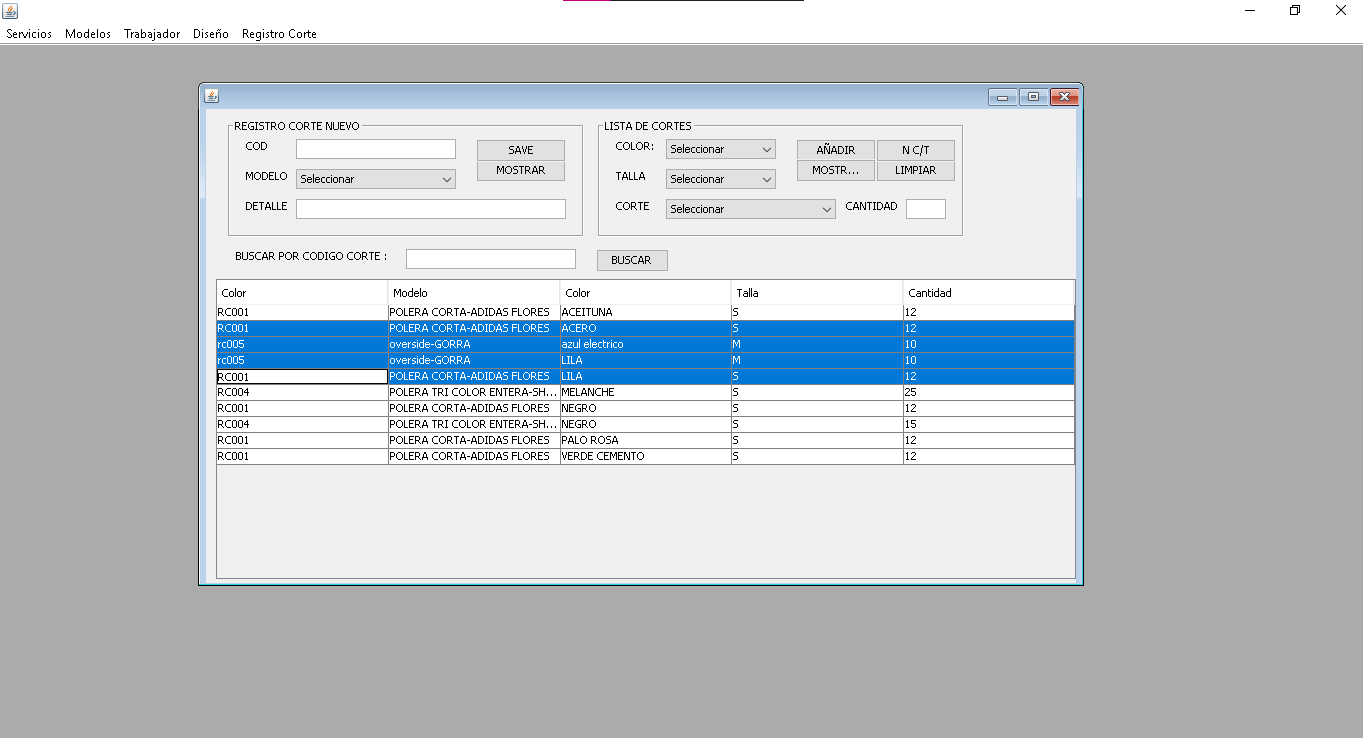 Servicios Modelos Trabajador Diseño Registro Corte
REGISTRO CORTE NUEVO
COD
SAVE
MODELO Seleccionar
MOSTRAR
DETALLE
LISTA DE CORTES
COLOR: Seleccionar
AÑADIR N C/T
TALLA Seleccionar
MOSTR... LIMPIAR
CORTE Seleccionar CANTIDAD
BUSCAR POR CODIGO CORTE : BUSCAR
Color Modelo Color Talla Cantidad
RC001 POLERA CORTA-ADIDAS FLORES ACEITUNA S 12
RC001 POLERA CORTA-ADIDAS FLORES ACERO S 12
rc005 overside-GORRA azul electrico M 10
rc005 overside-GORRA LILA M 10
RC001 POLERA CORTA-ADIDAS FLORES LILA S 12
RC004 POLERA TRI COLOR ENTERA-SH... MELANCHE S 25
RC001 POLERA CORTA-ADIDAS FLORES NEGRO S 12
RC004 POLERA TRI COLOR ENTERA-SH... NEGRO S 15
RC001 POLERA CORTA-ADIDAS FLORES PALO ROSA S 12
RC001 POLERA CORTA-ADIDAS FLORES VERDE CEMENTO S 12